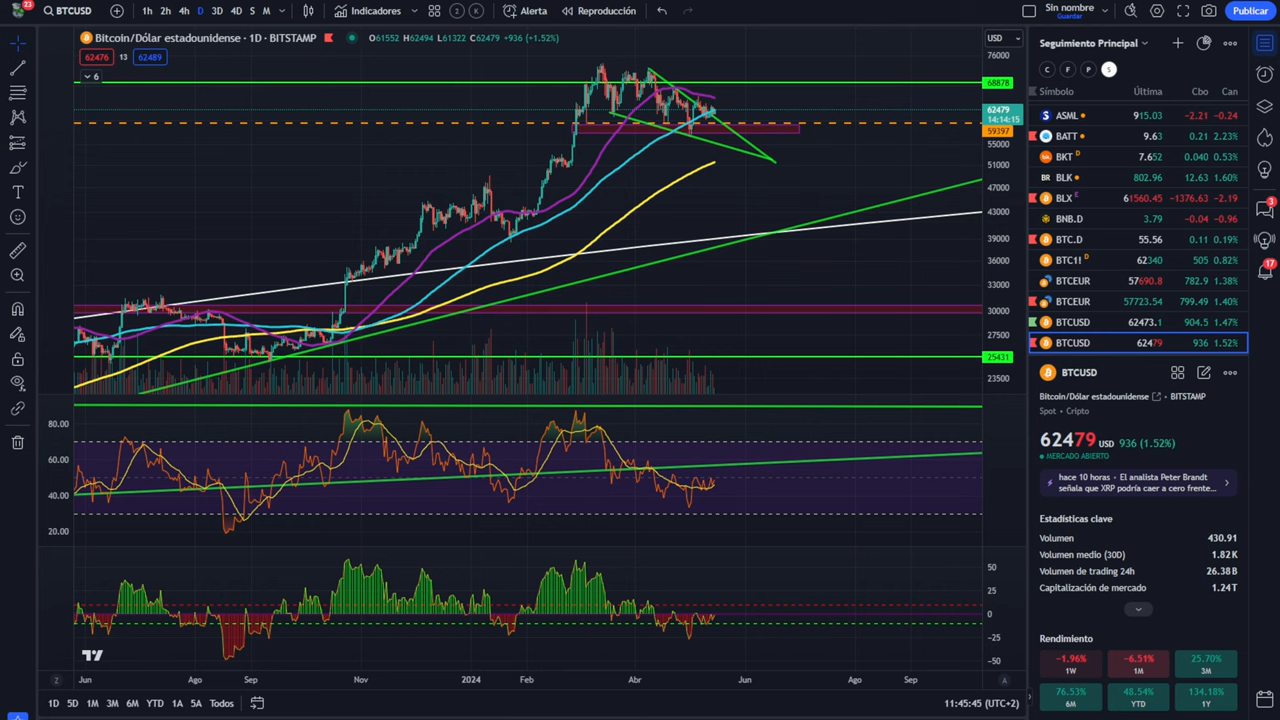 23
BTCUSD
1h 2h 4h D 3D 4D S M
Indicadores
2 K
Alerta
Reproducción
Sin nombre
Guardar
Publicar
Bitcoin/Dólar estadounidense · 1D · BITSTAMP
O61552 H62494 L61322 C62479 +936 (+1.52%)
62476 13 62489
6
USD
76000
68878
62479
14:14:15
59397
55000
51000
47000
43000
39000
36000
33000
30000
27500
25431
23500
80.00
60.00
40.00
20.00
50
25
0
−25
−50
Z
Jun Ago Sep Nov 2024 Feb Abr Jun Ago Sep
A
1D 5D 1M 3M 6M YTD 1A 5A Todos
11:45:45 (UTC+2)
Seguimiento Principal
C F P S
Símbolo Última Cbo Can
ASML 915.03 −2.21 −0.24
BATT 9.63 0.21 2.23%
BKT D 7.652 0.040 0.53%
BLK 802.96 12.63 1.60%
BLX E 61560.45 −1376.63 −2.19
BNB.D 3.79 −0.04 −0.96
BTC.D 55.56 0.11 0.19%
BTC1! D 62340 505 0.82%
BTCEUR 57690.8 782.9 1.38%
BTCEUR 57723.54 799.49 1.40%
BTCUSD 62473.1 904.5 1.47%
BTCUSD 62479 936 1.52%
BTCUSD
Bitcoin/Dólar estadounidense · BITSTAMP
Spot · Cripto
62479 USD 936 (1.52%)
MERCADO ABIERTO
hace 10 horas · El analista Peter Brandt
señala que XRP podría caer a cero frente...
Estadísticas clave
Volumen 430.91
Volumen medio (30D) 1.82K
Volumen de trading 24h 26.38B
Capitalización de mercado 1.24T
Rendimiento
−1.96% −6.51% 25.70%
1W 1M 3M
76.53% 48.54% 134.18%
6M YTD 1Y
3
17